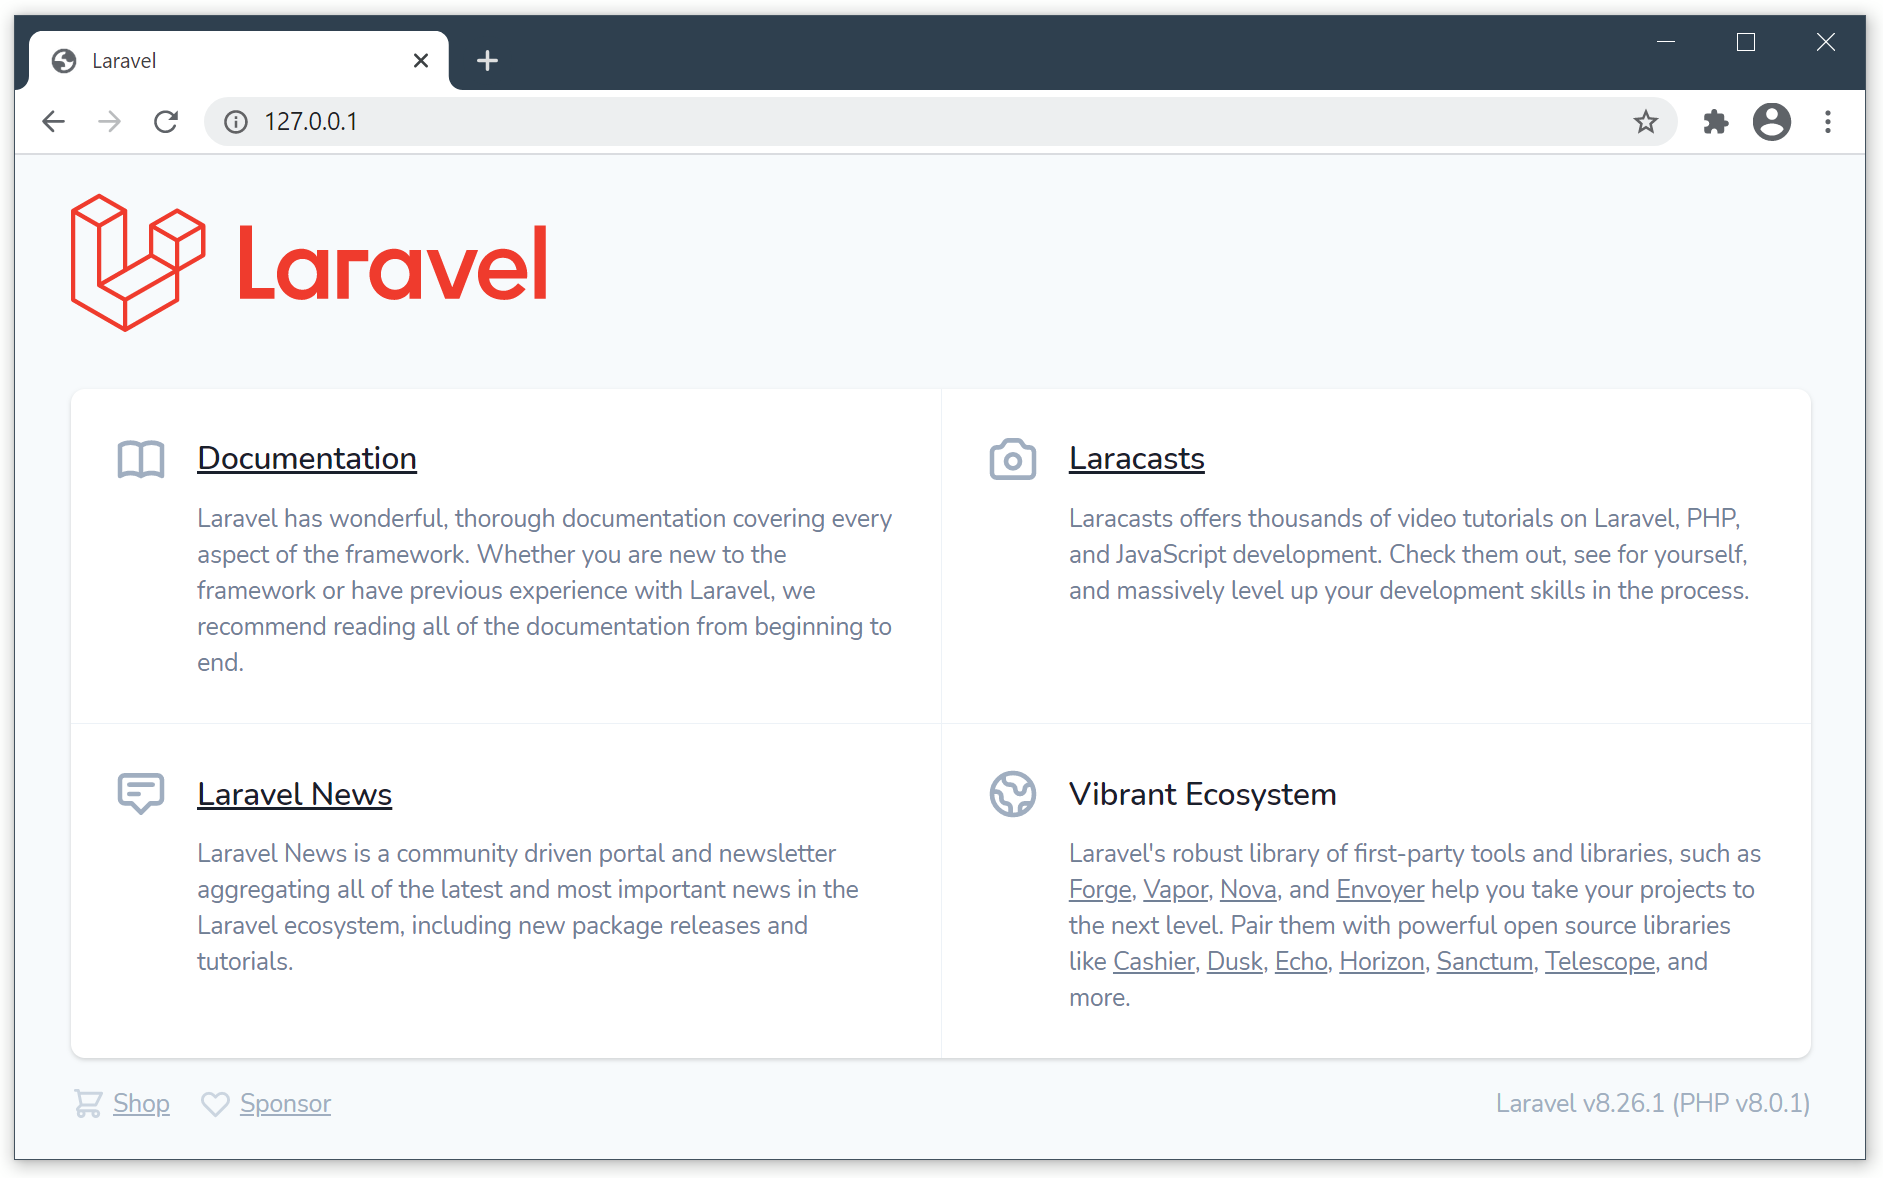 Laravel
127.0.0.1
Laravel
Documentation
Laravel has wonderful, thorough documentation covering every
aspect of the framework. Whether you are new to the
framework or have previous experience with Laravel, we
recommend reading all of the documentation from beginning to
end.
Laracasts
Laracasts offers thousands of video tutorials on Laravel, PHP,
and JavaScript development. Check them out, see for yourself,
and massively level up your development skills in the process.
Laravel News
Laravel News is a community driven portal and newsletter
aggregating all of the latest and most important news in the
Laravel ecosystem, including new package releases and
tutorials.
Vibrant Ecosystem
Laravel's robust library of first-party tools and libraries, such as
Forge, Vapor, Nova, and Envoyer help you take your projects to
the next level. Pair them with powerful open source libraries
like Cashier, Dusk, Echo, Horizon, Sanctum, Telescope, and
more.
Shop
Sponsor
Laravel v8.26.1 (PHP v8.0.1)